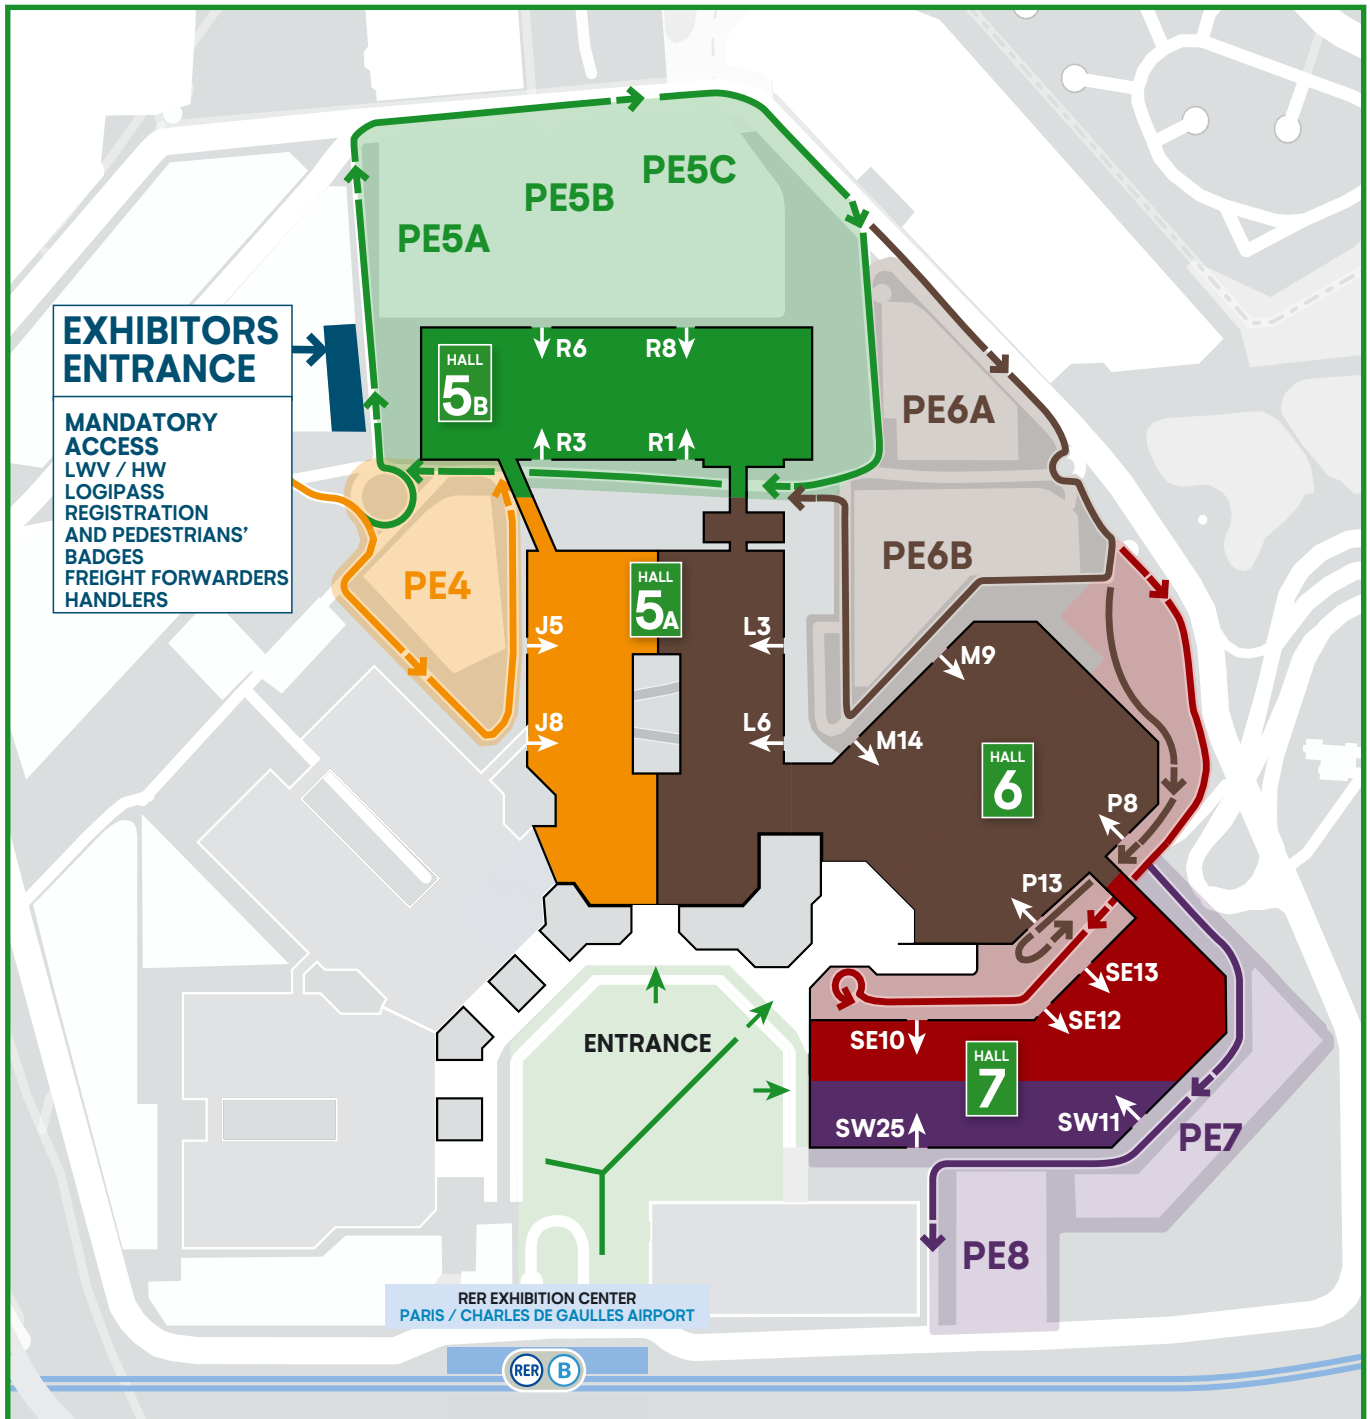 PE5C
PE5B
PE5A
EXHIBITORS
ENTRANCE
MANDATORY
ACCESS
LWV / HW
LOGIPASS
REGISTRATION
AND PEDESTRIANS'
BADGES
FREIGHT FORWARDERS
HANDLERS
HALL
5B
R6
R8
R3
R1
PE6A
PE6B
PE4
HALL
5A
J5
J8
L3
L6
M9
M14
HALL
6
P8
P13
SE13
SE12
SE10
HALL
7
SW25
SW11
PE7
PE8
ENTRANCE
RER EXHIBITION CENTER
PARIS / CHARLES DE GAULLES AIRPORT
RER B